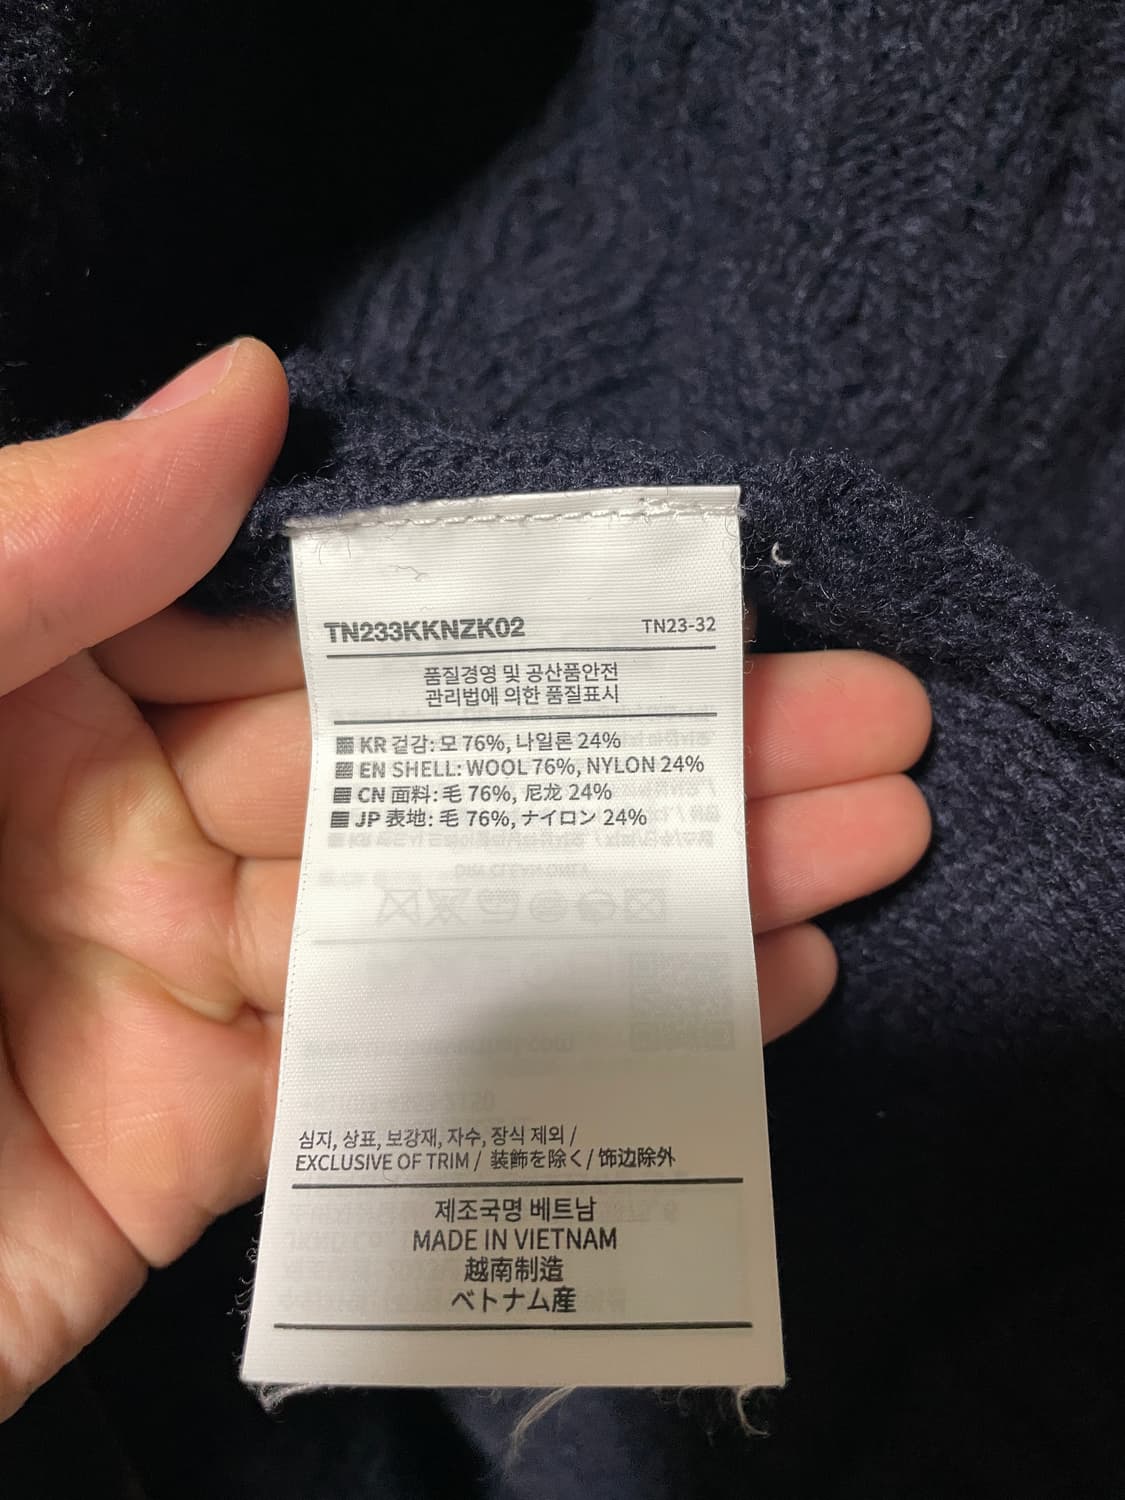 TN233KKNZK02 TN23-32
품질경영 및 공산품안전
관리법에 의한 품질표시
KR 겉감: 모 76%, 나일론 24%
EN SHELL: WOOL 76%, NYLON 24%
CN 面料: 毛 76%, 尼龙 24%
JP 表地: 毛 76%, ナイロン 24%
심지, 상표, 보강재, 자수, 장식 제외 /
EXCLUSIVE OF TRIM / 装飾を除く / 饰边除外
제조국명 베트남
MADE IN VIETNAM
越南制造
ベトナム産